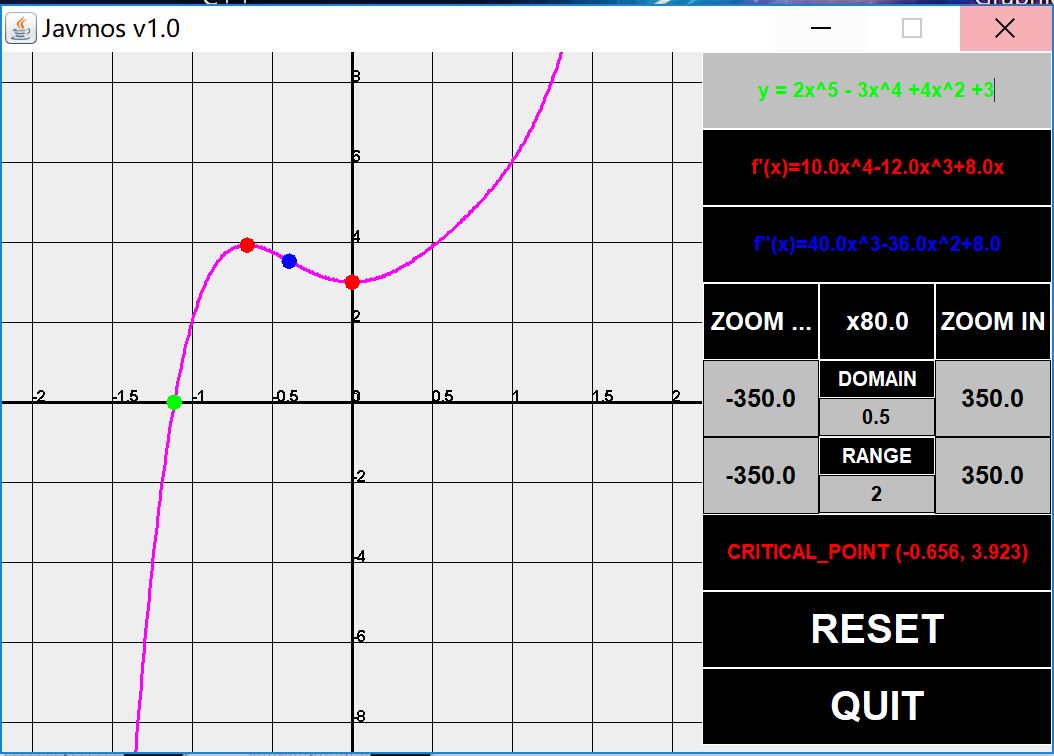 Javmos v1.0
y = 2x^5 - 3x^4 +4x^2 +3
f'(x)=10.0x^4-12.0x^3+8.0x
f''(x)=40.0x^3-36.0x^2+8.0
ZOOM ... x80.0 ZOOM IN
-350.0 DOMAIN 350.0
0.5
-350.0 RANGE 350.0
2
CRITICAL_POINT (-0.656, 3.923)
RESET
QUIT
8
6
4
2
-2 -1.5 -1 -0.5 0 0.5 1 1.5 2
-2
-4
-6
-8